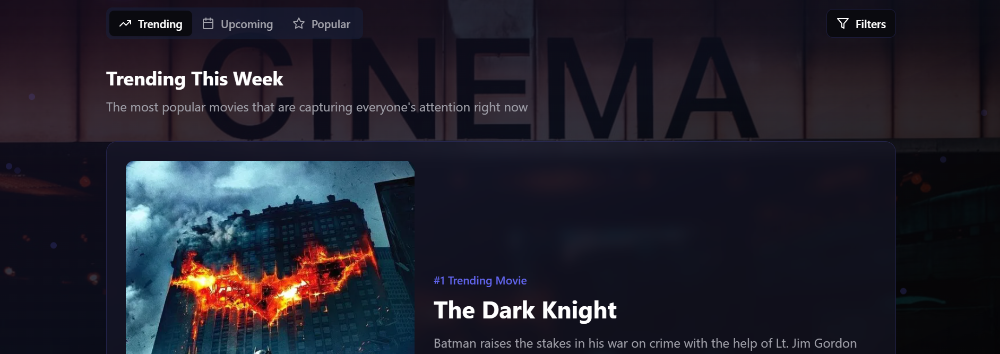 Trending
Upcoming
Popular
Filters
CINEMA
Trending This Week
The most popular movies that are capturing everyone's attention right now
#1 Trending Movie
The Dark Knight
Batman raises the stakes in his war on crime with the help of Lt. Jim Gordon